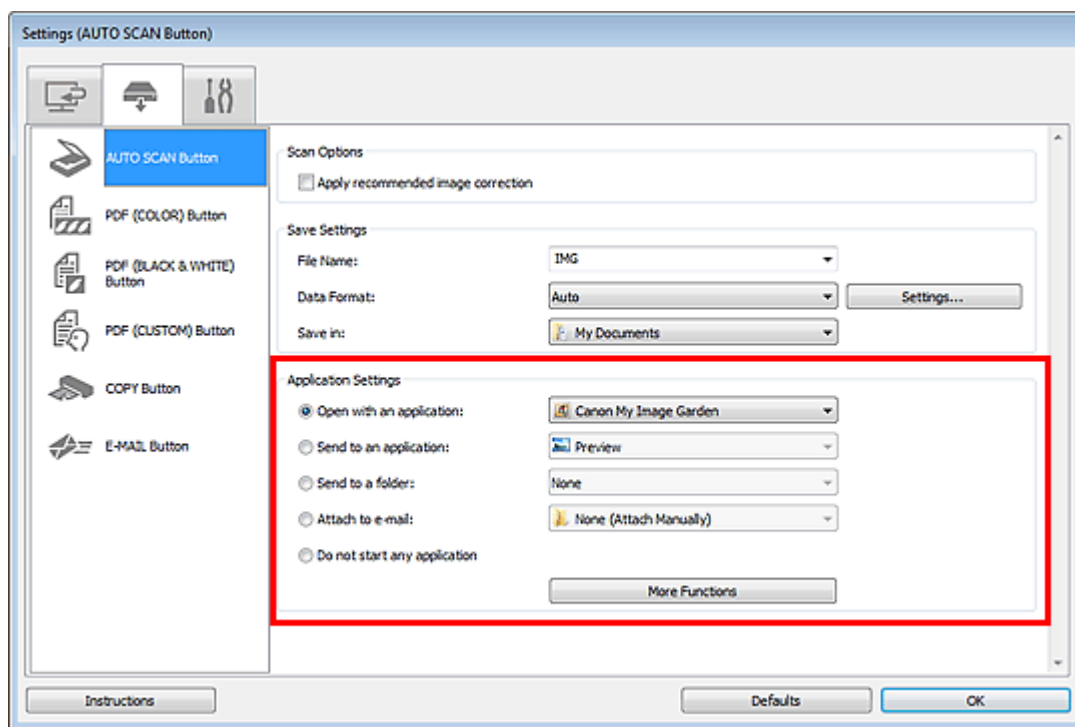 Settings (AUTO SCAN Button)
AUTO SCAN Button
PDF (COLOR) Button
PDF (BLACK & WHITE)
Button
PDF (CUSTOM) Button
COPY Button
E-MAIL Button
Scan Options
Apply recommended image correction
Save Settings
File Name: IMG
Data Format: Auto Settings...
Save in: My Documents
Application Settings
Open with an application: Canon My Image Garden
Send to an application: Preview
Send to a folder: None
Attach to e-mail: None (Attach Manually)
Do not start any application
More Functions
Instructions Defaults OK